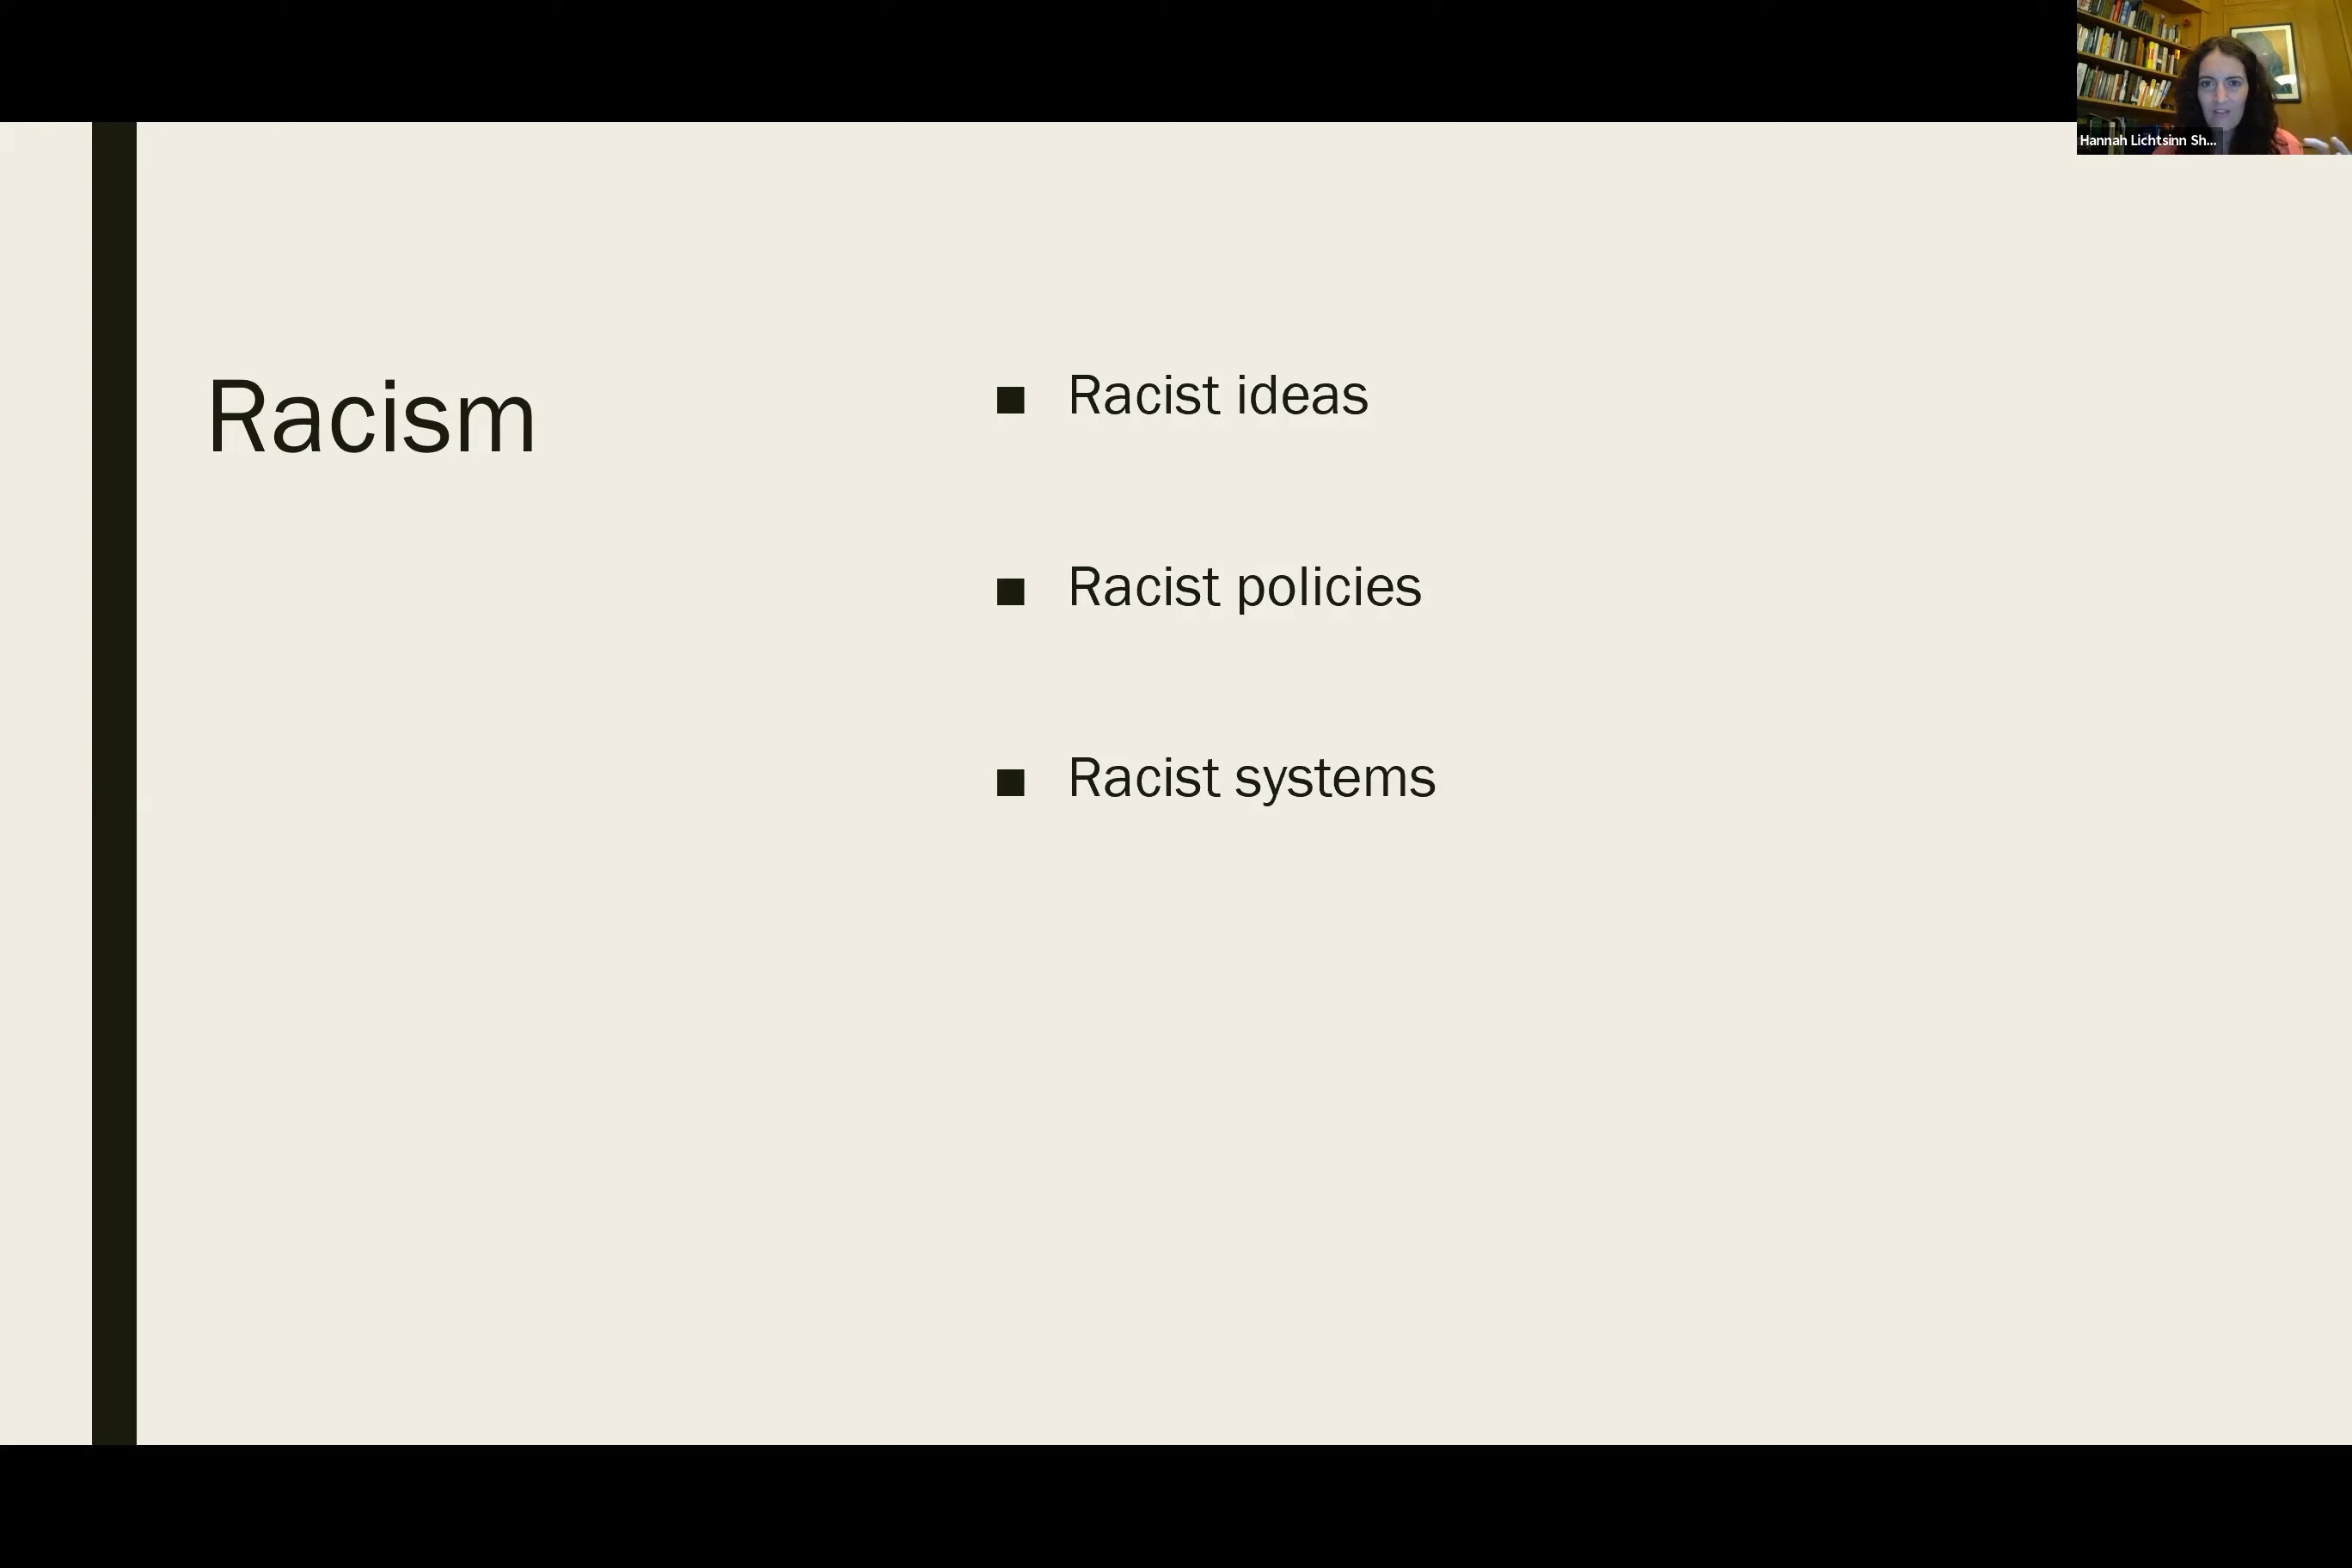 Hannah Lichtsinn Sh...
Racism
■ Racist ideas
■ Racist policies
■ Racist systems